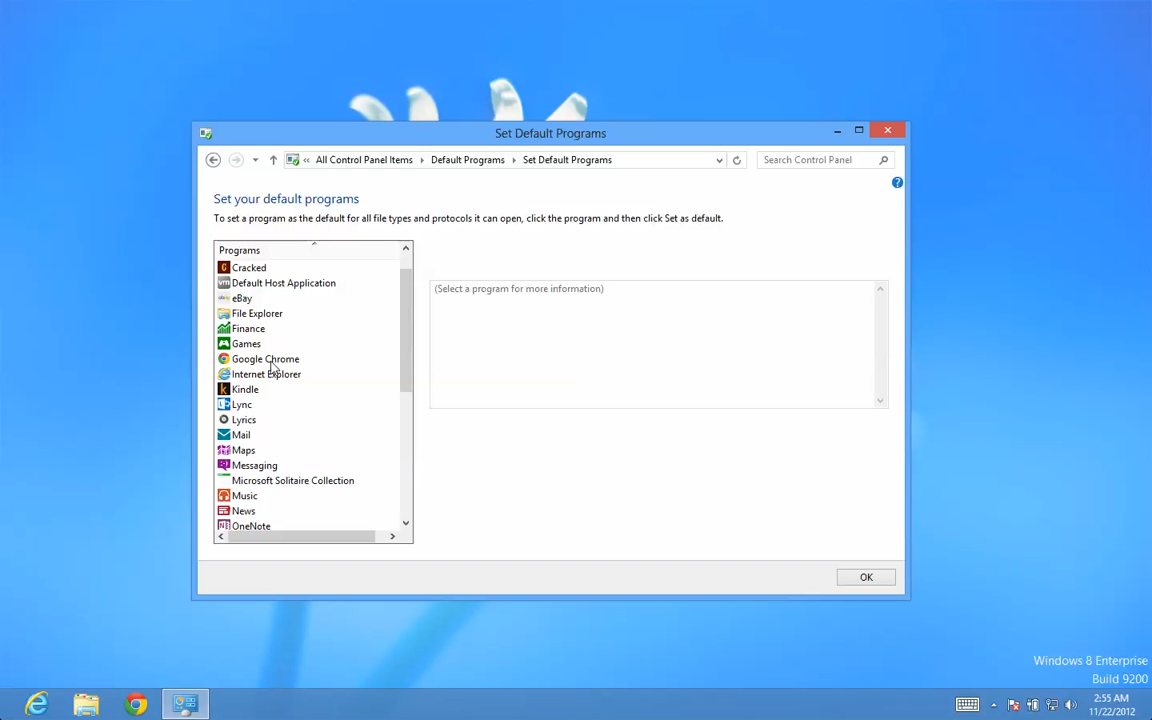 Set Default Programs
« All Control Panel Items Default Programs Set Default Programs
Search Control Panel
Set your default programs
To set a program as the default for all file types and protocols it can open, click the program and then click Set as default.
Programs
Cracked
Default Host Application
eBay
File Explorer
Finance
Games
Google Chrome
Internet Explorer
Kindle
Lync
Lyrics
Mail
Maps
Messaging
Microsoft Solitaire Collection
Music
News
OneNote
(Select a program for more information)
OK
Windows 8 Enterprise
Build 9200
2:55 AM
11/22/2012